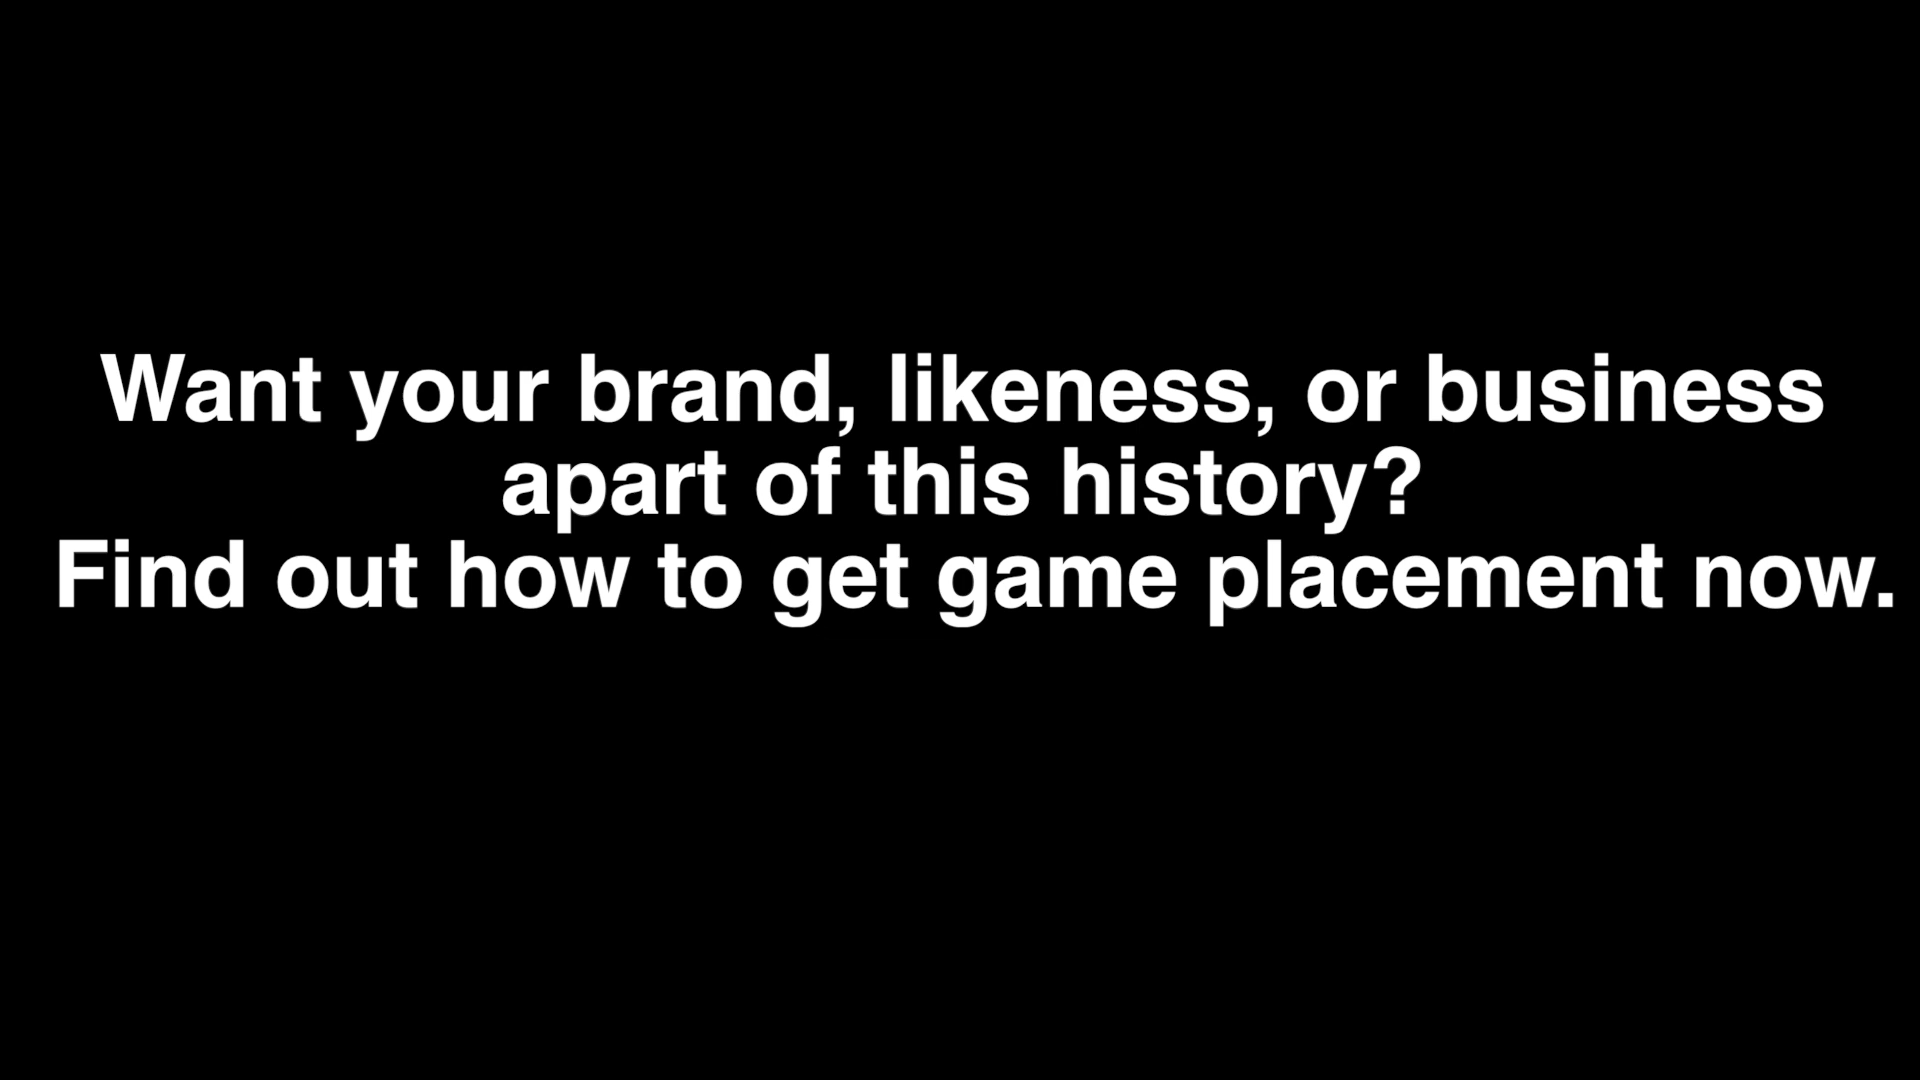 Want your brand, likeness, or business
apart of this history?
Find out how to get game placement now.